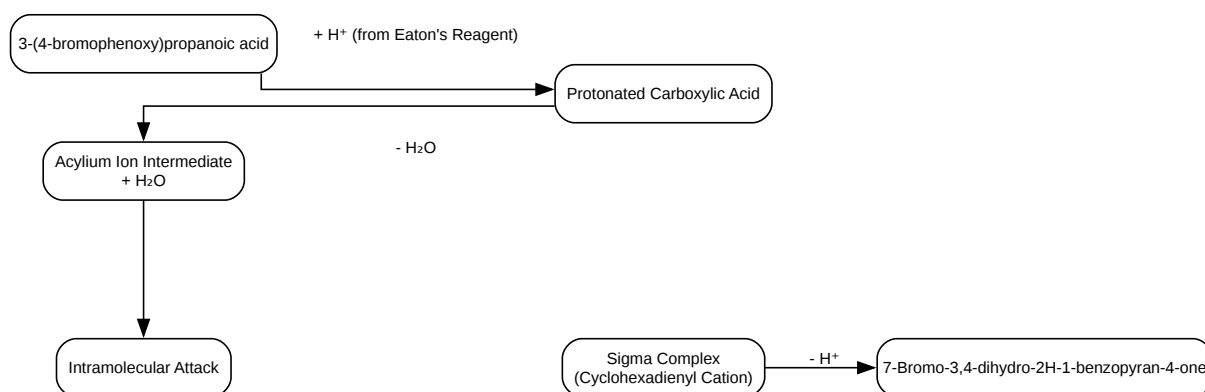 3-(4-bromophenoxy)propanoic acid
+ H⁺ (from Eaton's Reagent)
Protonated Carboxylic Acid
- H₂O
Acylium Ion Intermediate
+ H₂O
Intramolecular Attack
Sigma Complex
(Cyclohexadienyl Cation)
- H⁺
7-Bromo-3,4-dihydro-2H-1-benzopyran-4-one